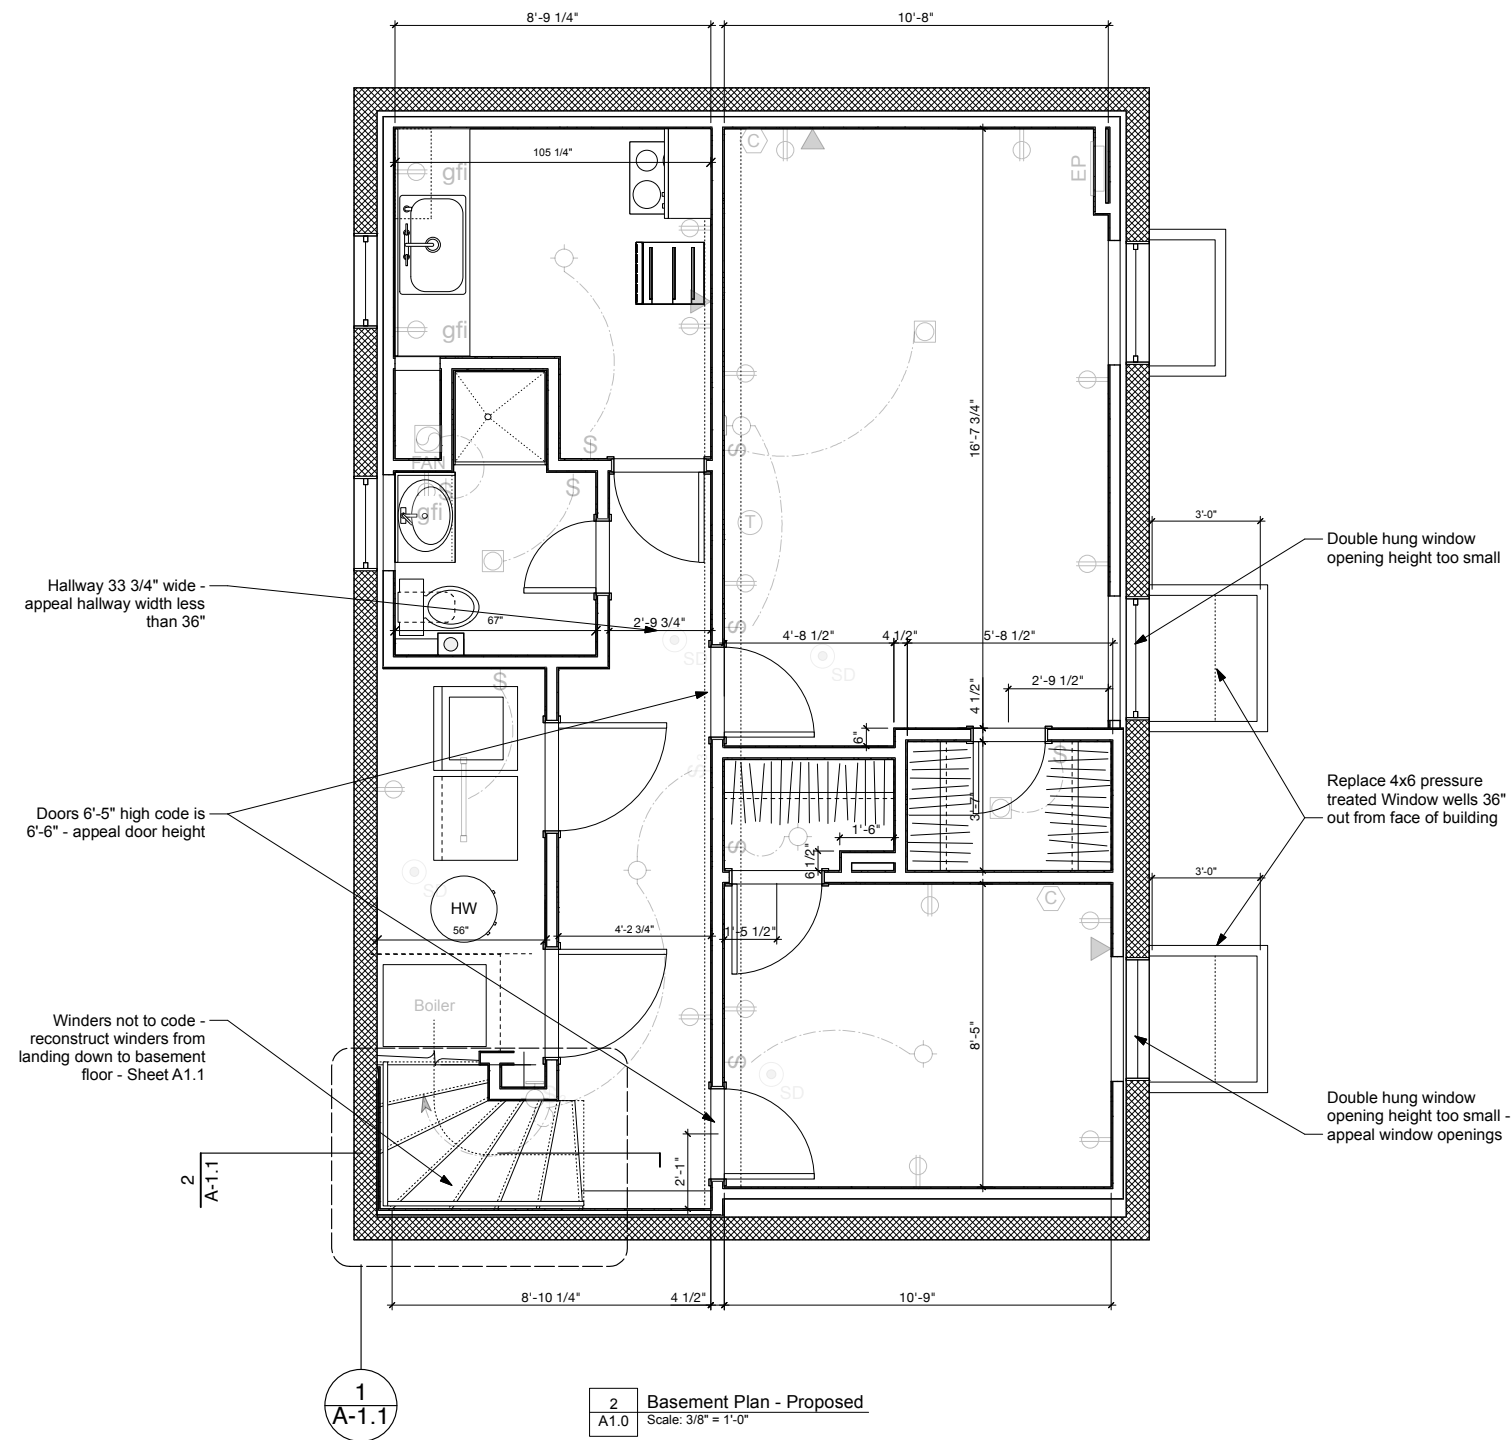 8'-9 1/4"
10'-8"
105 1/4"
gfi
C
EP
gfi
16'-7 3/4"
$
$
FAN
$
$
gfi
T
3'-0"
Double hung window
opening height too small
Hallway 33 3/4" wide -
appeal hallway width less
than 36"
67"
2'-9 3/4"
$
4'-8 1/2"
4 1/2"
5'-8 1/2"
SD
SD
2'-9 1/2"
$
4 1/2"
6"
$
$
Replace 4x6 pressure
treated Window wells 36"
out from face of building
Doors 6'-5" high code is
6'-6" - appeal door height
3'-7"
1'-6"
$
6 1/2"
SD
HW
56"
4'-2 3/4"
1'-5 1/2"
C
3'-0"
Boiler
Winders not to code -
reconstruct winders from
landing down to basement
floor - Sheet A1.1
8'-5"
$
SD
Double hung window
opening height too small -
appeal window openings
2
A-1.1
2'-1"
8'-10 1/4"
4 1/2"
10'-9"
1
A-1.1
2
A1.0
Basement Plan - Proposed
Scale: 3/8" = 1'-0"